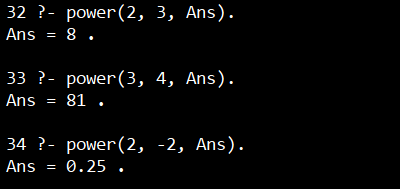 32 ?- power(2, 3, Ans).
Ans = 8 .
33 ?- power(3, 4, Ans).
Ans = 81 .
34 ?- power(2, -2, Ans).
Ans = 0.25 .